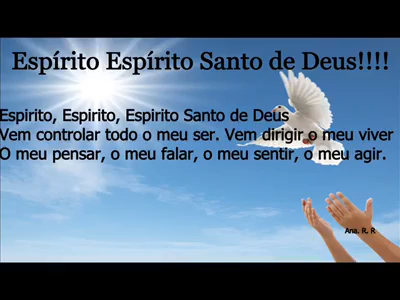 Espírito Espírito Santo de Deus!!!!
Espirito, Espirito, Espirito Santo de Deus
Vem controlar todo o meu ser. Vem dirigir o meu viver
O meu pensar, o meu falar, o meu sentir, o meu agir.
Ana. R. R